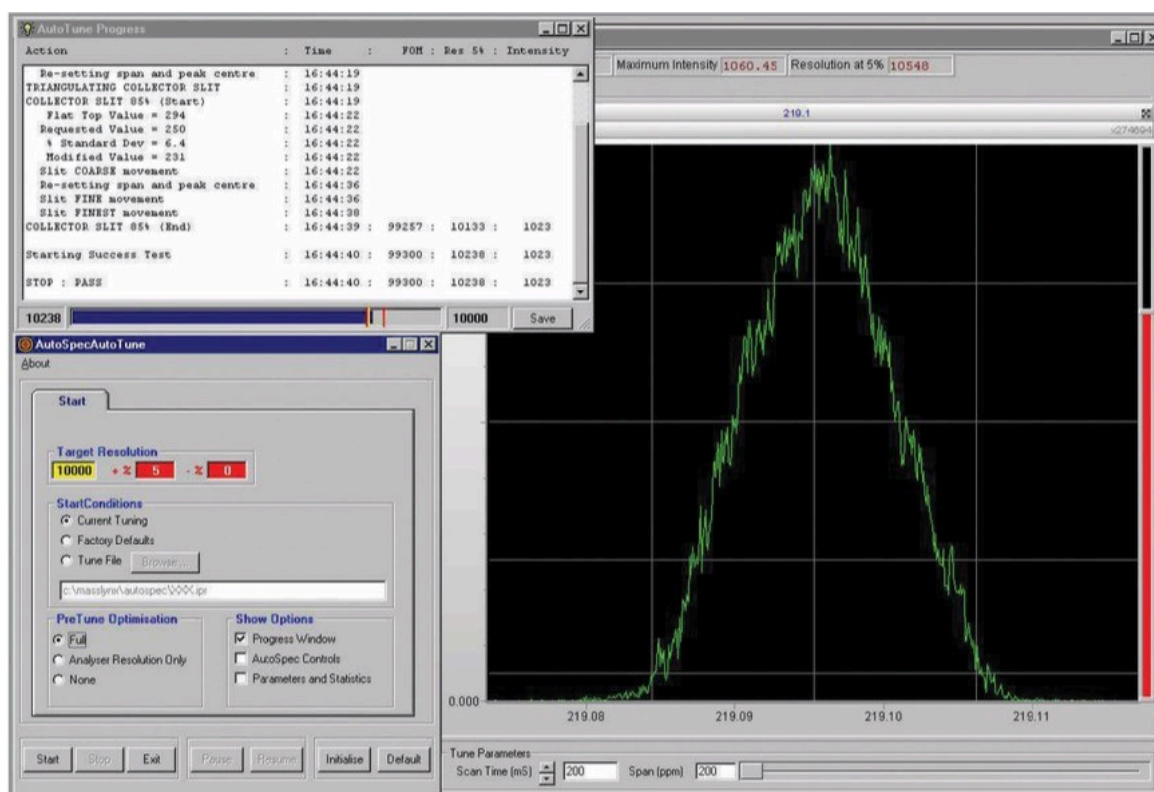 AutoTune Progress
Action : Time : FOM : Res 5% : Intensity
Re-setting span and peak centre : 16:44:19
TRIANGULATING COLLECTOR SLIT : 16:44:19
COLLECTOR SLIT 85% (Start) : 16:44:19
Flat Top Value = 294 : 16:44:22
Requested Value = 250 : 16:44:22
% Standard Dev = 6.4 : 16:44:22
Modified Value = 231 : 16:44:22
Slit COARSE movement : 16:44:22
Re-setting span and peak centre : 16:44:36
Slit FINE movement : 16:44:36
Slit FINEST movement : 16:44:38
COLLECTOR SLIT 85% (End) : 16:44:39 : 99257 : 10133 : 1023
Starting Success Test : 16:44:40 : 99300 : 10238 : 1023
STOP : PASS : 16:44:40 : 99300 : 10238 : 1023
10238 10000 Save
Maximum Intensity 1060.45 Resolution at 5% 10548
219.1
x274694
AutoSpecAutoTune
About
Start
Target Resolution
10000 + % 5 - % 0
StartConditions
Current Tuning
Factory Defaults
Tune File Browse...
c:\masslynx\autospec\XXX.ipr
PreTune Optimisation
Full
Analyser Resolution Only
None
Show Options
Progress Window
AutoSpec Controls
Parameters and Statistics
Start Stop Exit Pause Resume Initialise Default
0.000
219.08 219.09 219.10 219.11
Tune Parameters
Scan Time (mS) 200 Span (ppm) 200